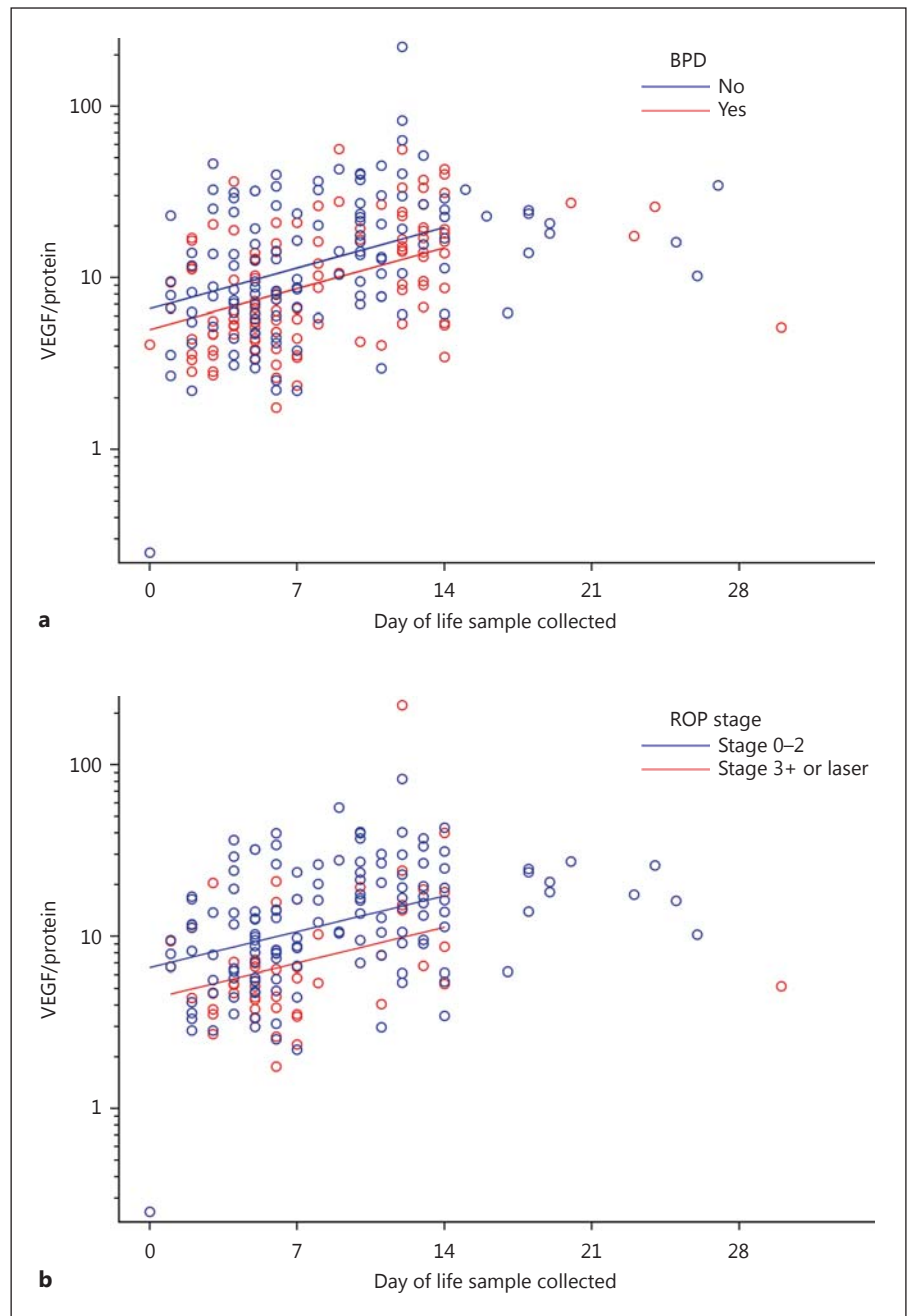 BPD
No
Yes
100
10
1
VEGF/protein
0 7 14 21 28
a Day of life sample collected
ROP stage
Stage 0–2
Stage 3+ or laser
100
10
1
VEGF/protein
0 7 14 21 28
b Day of life sample collected